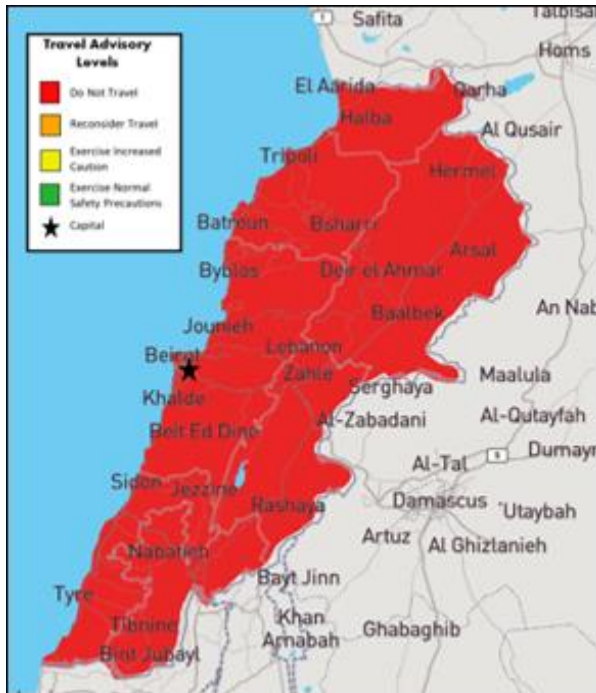 Travel Advisory
Levels
Do Not Travel
Reconsider Travel
Exercise Increased
Caution
Exercise Normal
Safety Precautions
Capital
Safita
Talbisa
Homs
El Aarida
Qarha
Halba
Al Qusair
Tripoli
Hermel
Batroun
Bsharri
Arsal
Byblos
Deir el Ahmar
An Nab
Jounieh
Baalbek
Beirut
Lebanon
Zahle
Serghaya
Maalula
Khalde
Al-Zabadani
Al-Qutayfah
Beit Ed Dine
Al-Tal
5
Dumayr
Sidon
Jezzine
Rashaya
Damascus
'Utaybah
Artuz
Al Ghizlanieh
Nabatieh
Bayt Jinn
Tyre
Khan
Arnabah
Tibnine
Ghabaghib
Bint Jubayl